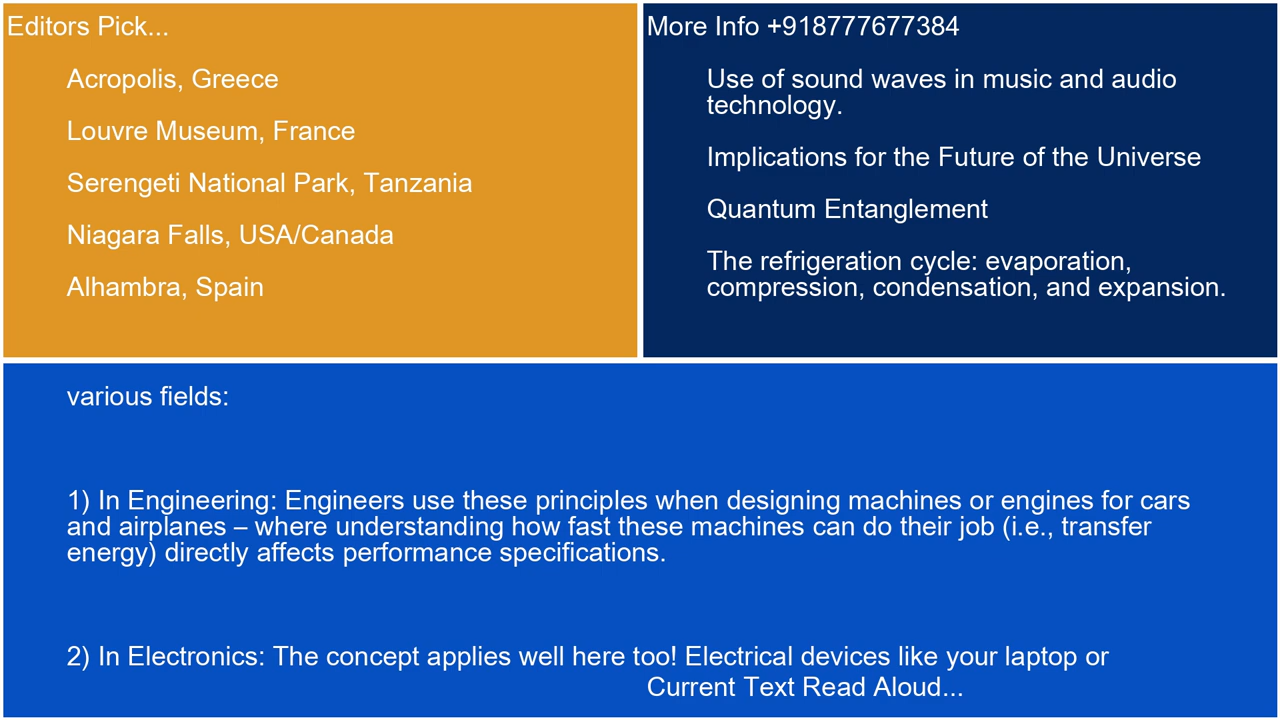 Editors Pick...
Acropolis, Greece
Louvre Museum, France
Serengeti National Park, Tanzania
Niagara Falls, USA/Canada
Alhambra, Spain
More Info +918777677384
Use of sound waves in music and audio
technology.
Implications for the Future of the Universe
Quantum Entanglement
The refrigeration cycle: evaporation,
compression, condensation, and expansion.
various fields:
1) In Engineering: Engineers use these principles when designing machines or engines for cars
and airplanes – where understanding how fast these machines can do their job (i.e., transfer
energy) directly affects performance specifications.
2) In Electronics: The concept applies well here too! Electrical devices like your laptop or
Current Text Read Aloud...